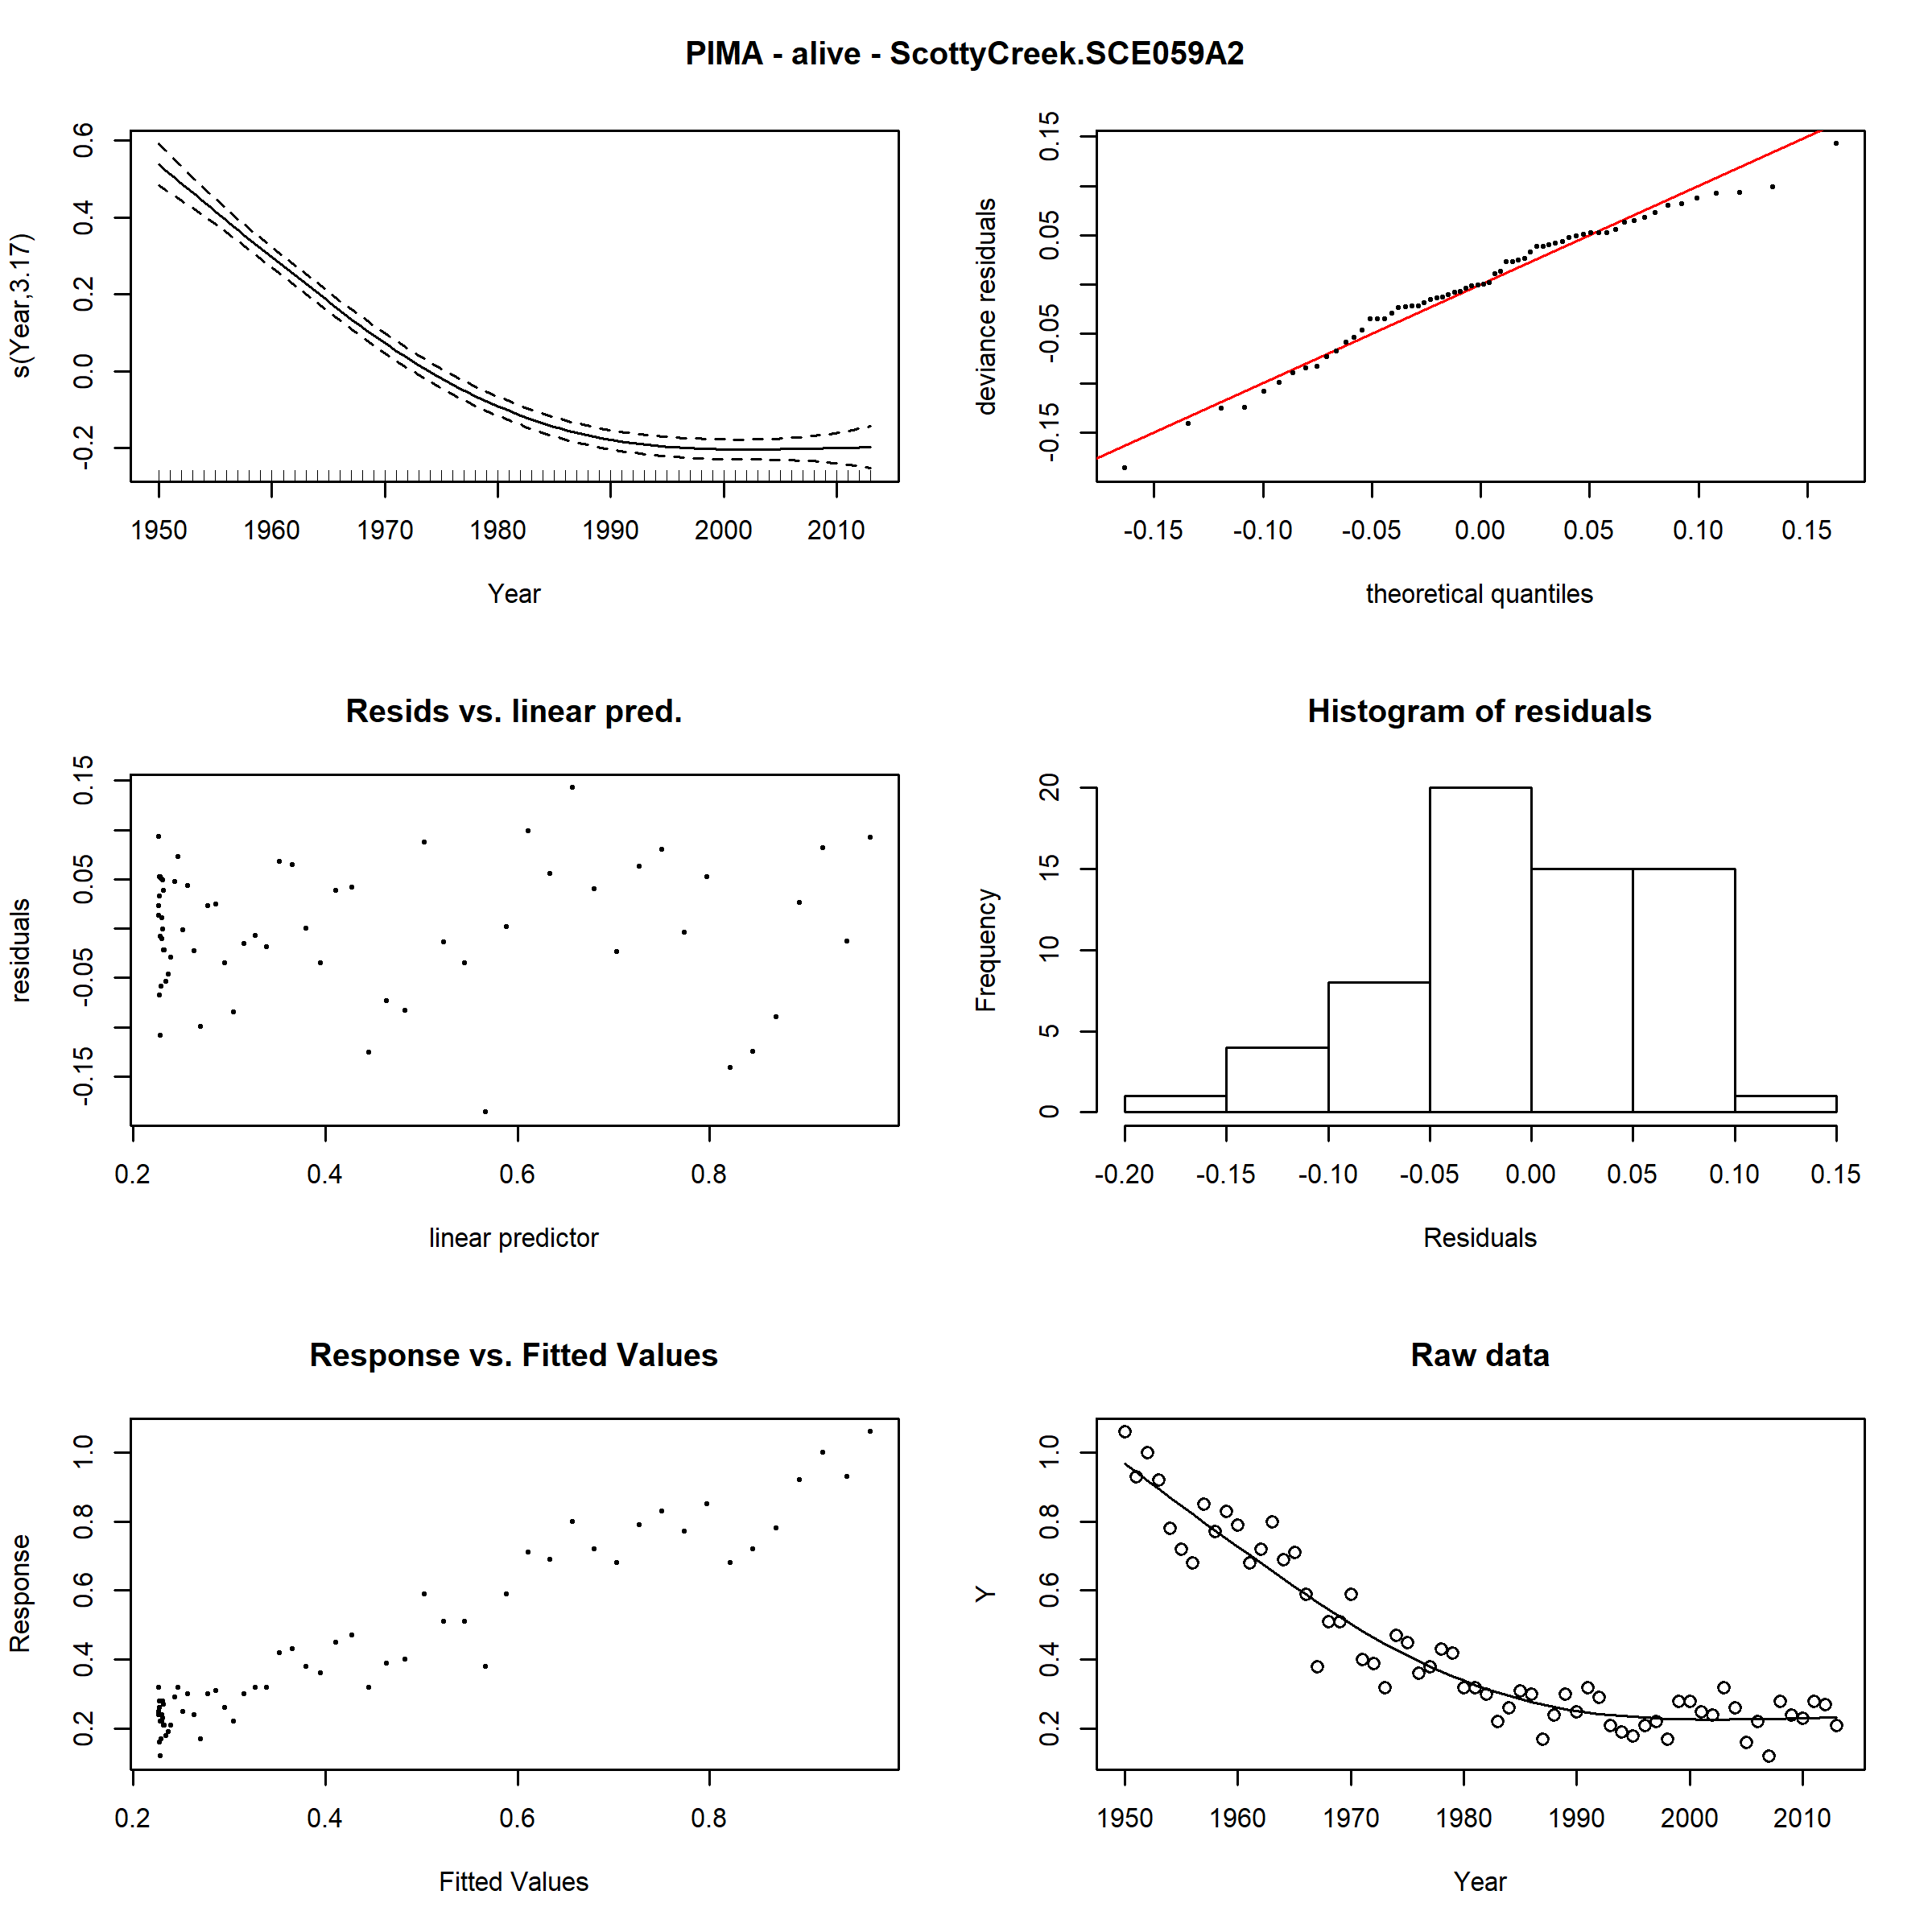 PIMA - alive - ScottyCreek.SCE059A2
s(Year,3.17)
-0.2 0.0 0.2 0.4 0.6
1950 1960 1970 1980 1990 2000 2010
Year
deviance residuals
-0.15 -0.05 0.05 0.15
-0.15 -0.10 -0.05 0.00 0.05 0.10 0.15
theoretical quantiles
Resids vs. linear pred.
residuals
-0.15 -0.05 0.05 0.15
0.2 0.4 0.6 0.8
linear predictor
Histogram of residuals
Frequency
0 5 10 15 20
-0.20 -0.15 -0.10 -0.05 0.00 0.05 0.10 0.15
Residuals
Response vs. Fitted Values
Response
0.2 0.4 0.6 0.8 1.0
0.2 0.4 0.6 0.8
Fitted Values
Raw data
Y
0.2 0.4 0.6 0.8 1.0
1950 1960 1970 1980 1990 2000 2010
Year